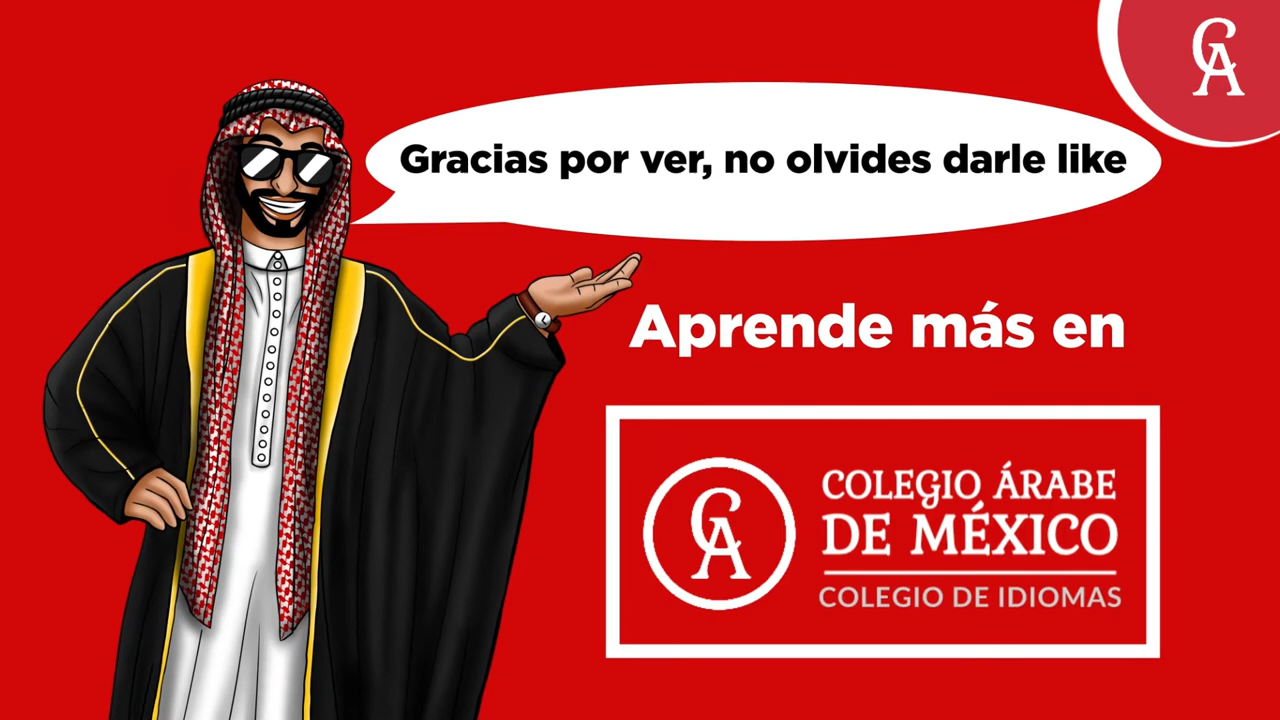 CA
Gracias por ver, no olvides darle like
Aprende más en
CA
COLEGIO ÁRABE
DE MÉXICO
COLEGIO DE IDIOMAS